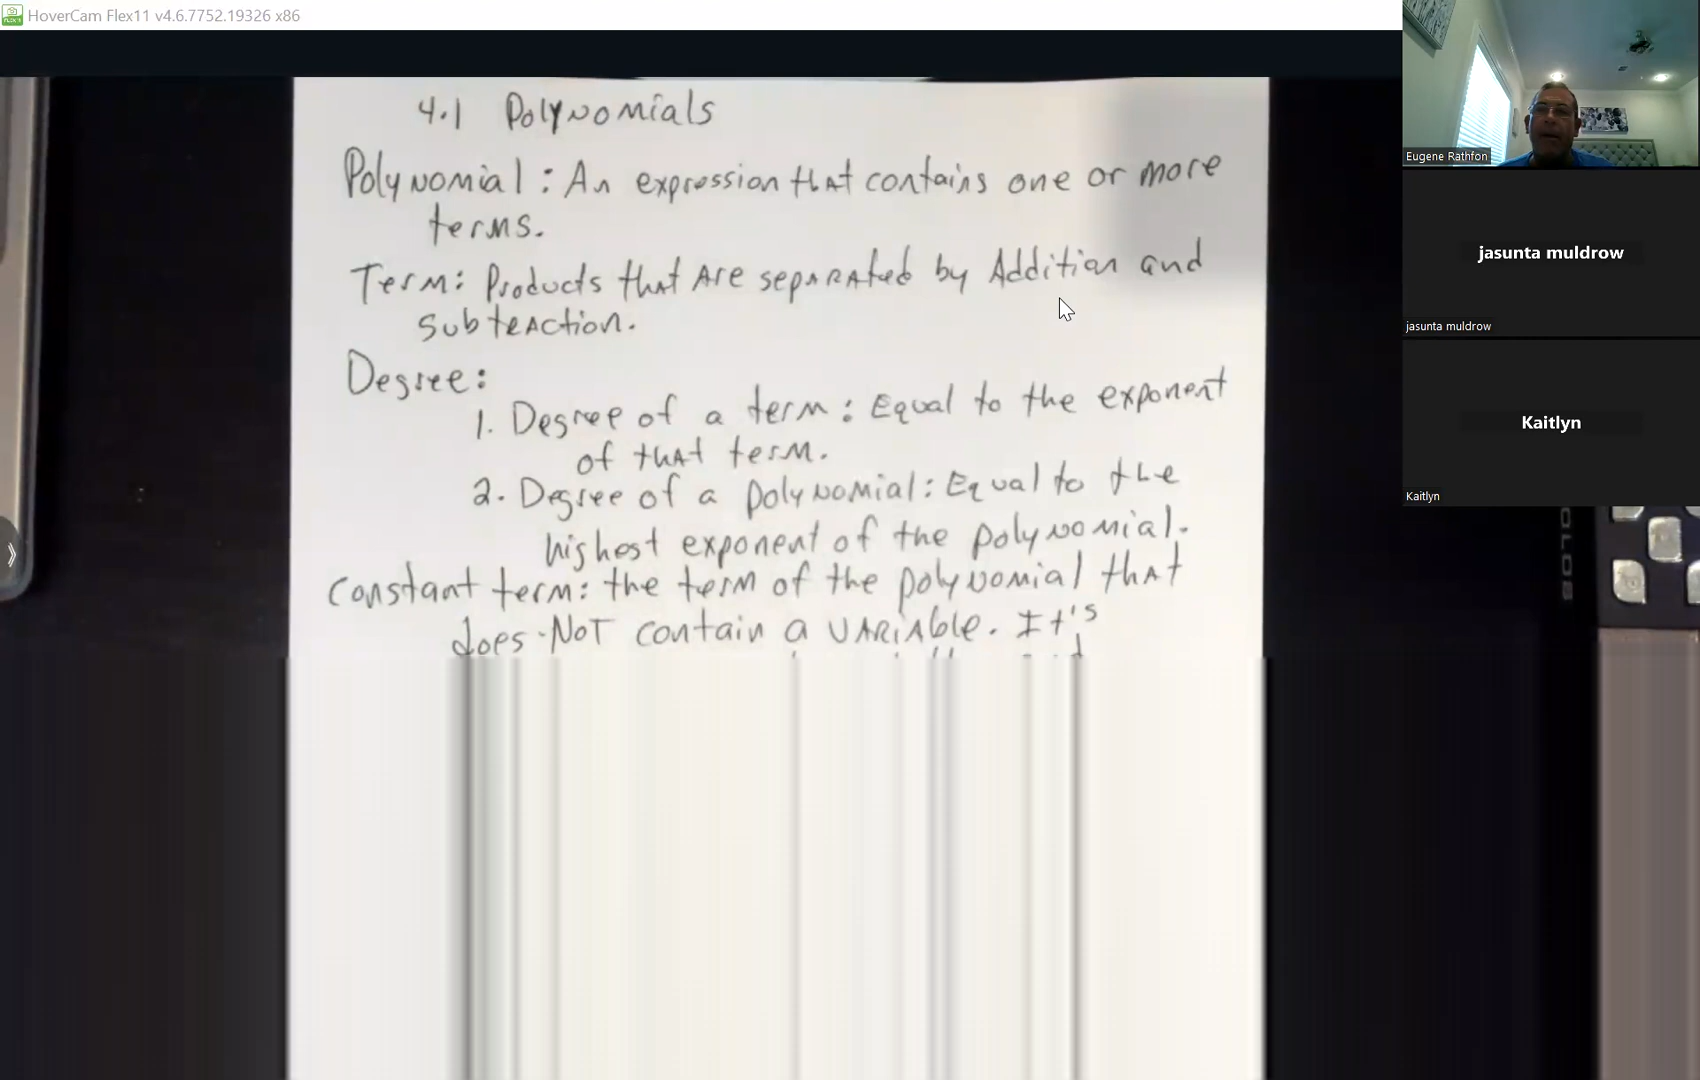 HoverCam Flex11 v4.6.7752.19326 x86
4.1 Polynomials
Polynomial: An expression that contains one or more
terms.
Term: Products that are separated by Addition and
subtraction.
Degree:
1. Degree of a term: Equal to the exponent
of that term.
2. Degree of a polynomial: Equal to the
highest exponent of the polynomial.
Constant term: the term of the polynomial that
does NOT contain a variable. It's
Eugene Rathfon
jasunta muldrow
jasunta muldrow
Kaitlyn
Kaitlyn